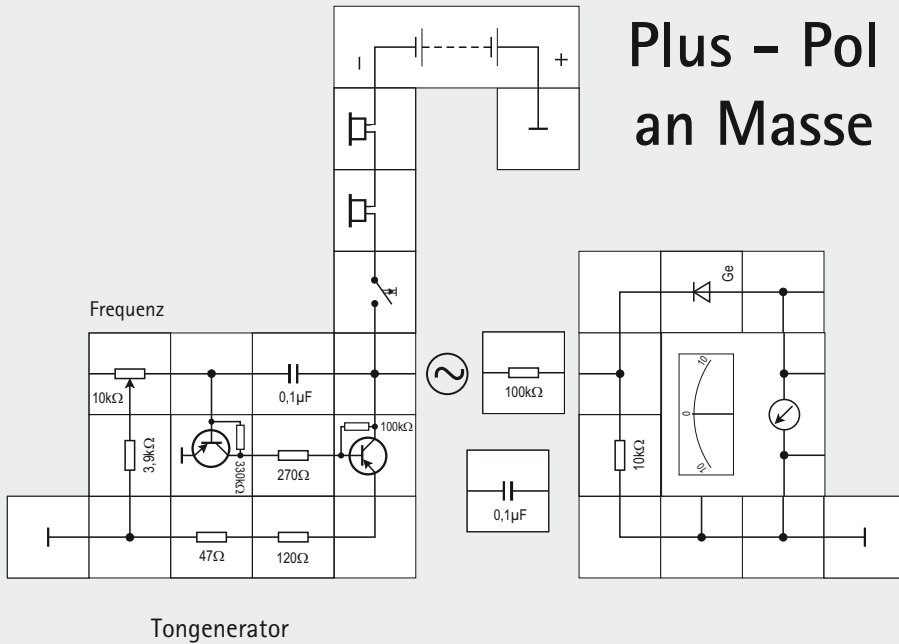 Plus - Pol
an Masse
–
+
Ge
Frequenz
10kΩ
0,1µF
100kΩ
10
0
10
3,9kΩ
330kΩ
270Ω
100kΩ
10kΩ
0,1µF
47Ω
120Ω
Tongenerator